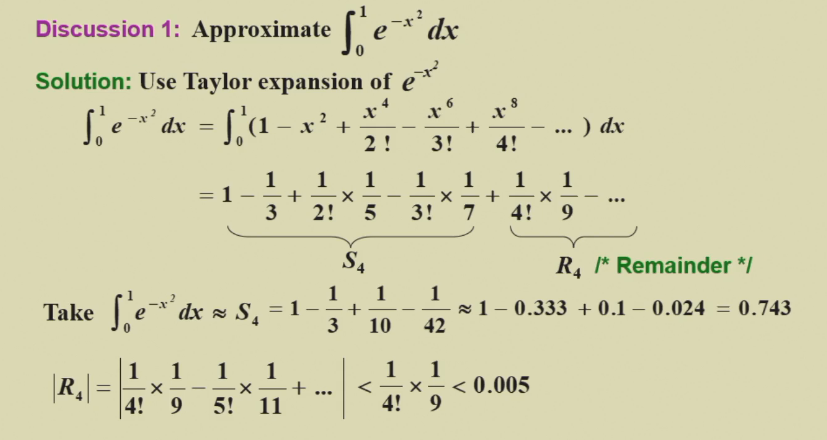 Discussion 1: Approximate ∫₀¹ e^(−x²) dx
Solution: Use Taylor expansion of e^(−x²)
∫₀¹ e^(−x²) dx = ∫₀¹ (1 − x² + x⁴/2! − x⁶/3! + x⁸/4! − ... ) dx
= 1 − 1/3 + 1/2! × 1/5 − 1/3! × 1/7 + 1/4! × 1/9 − ...
S₄ R₄ /* Remainder */
Take ∫₀¹ e^(−x²) dx ≈ S₄ = 1 − 1/3 + 1/10 − 1/42 ≈ 1 − 0.333 + 0.1 − 0.024 = 0.743
|R₄| = |1/4! × 1/9 − 1/5! × 1/11 + ...| < 1/4! × 1/9 < 0.005